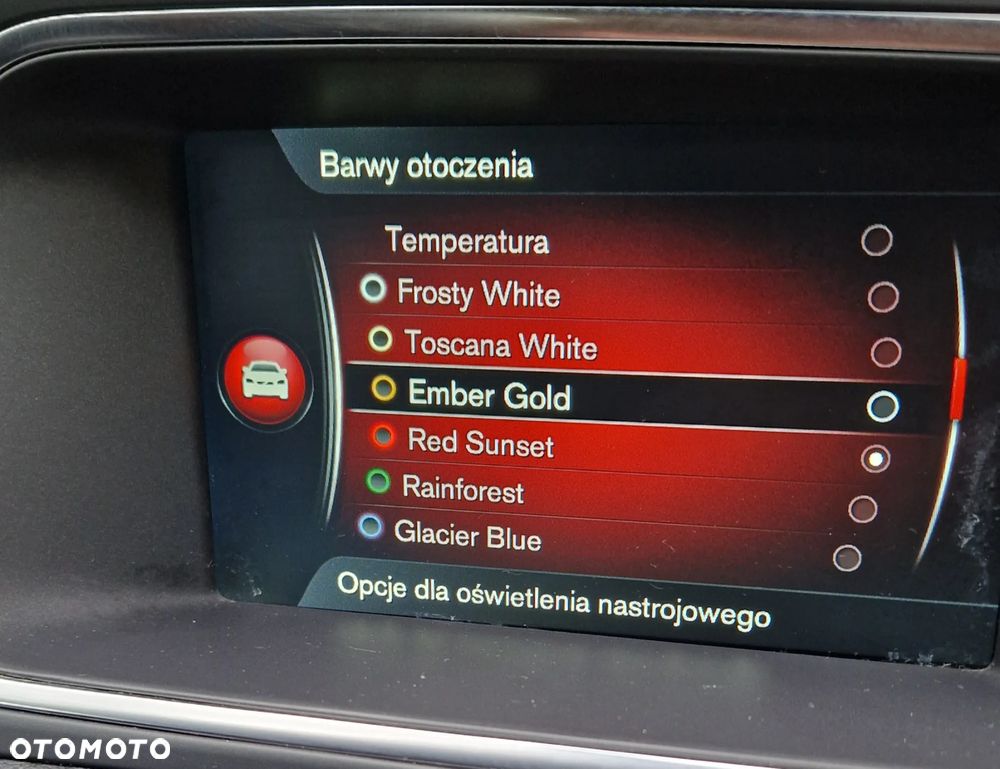 Barwy otoczenia
Temperatura
Frosty White
Toscana White
Ember Gold
Red Sunset
Rainforest
Glacier Blue
Opcje dla oświetlenia nastrojowego
OTOMOTO